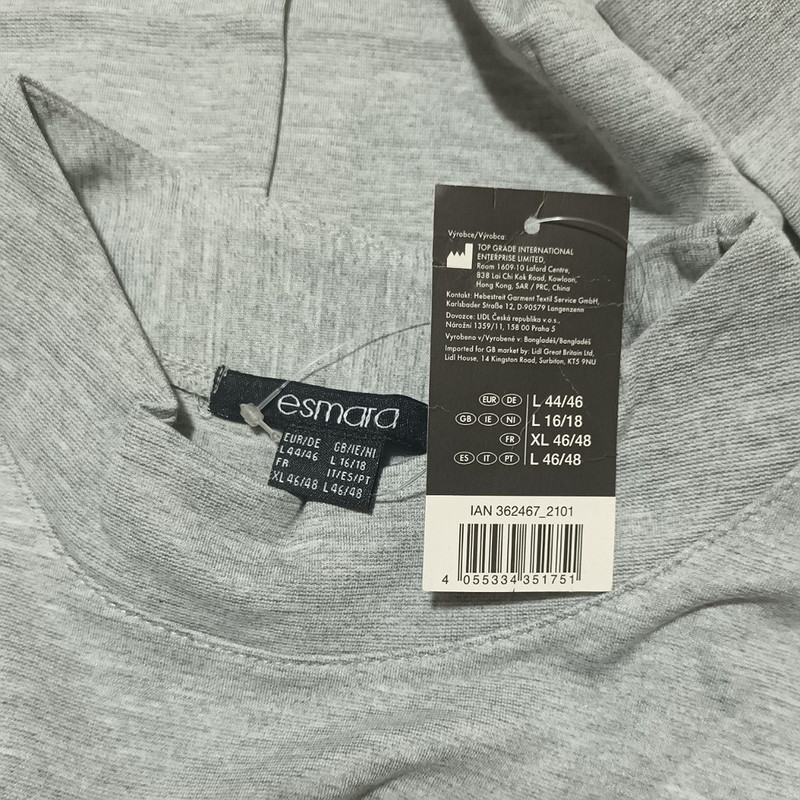 Výrobce/Výrobca:
TOP GRADE INTERNATIONAL
ENTERPRISE LIMITED,
Room 1609-10 Laford Centre,
838 Lai Chi Kok Road, Kowloon,
Hong Kong, SAR / PRC, China
Kontakt: Hebestreit Garment Textil Service GmbH,
Karlsbader Straße 12, D-90579 Langenzenn
Dovozce: LIDL Česká republika v.o.s.,
Nárožní 1359/11, 158 00 Praha 5
Vyrobeno v/Vyrobené v: Bangladéš/Bangladéš
Imported for GB market by: Lidl Great Britain Ltd,
Lidl House, 14 Kingston Road, Surbiton, KT5 9NU
EUR DE L 44/46
GB IE NI L 16/18
FR XL 46/48
ES IT PT L 46/48
IAN 362467_2101
4 055334 351751
esmara
EUR/DE GB/IE/NI
L 44/46 L 16/18
FR IT/ES/PT
XL 46/48 L 46/48